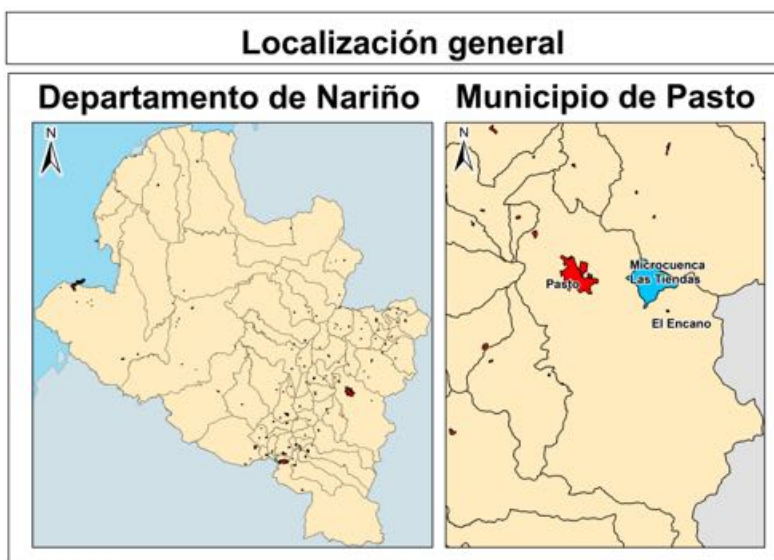 Localización general
Departamento de Nariño
Municipio de Pasto
N
N
Microcuenca
Las Tiendas
Pasto
El Encano